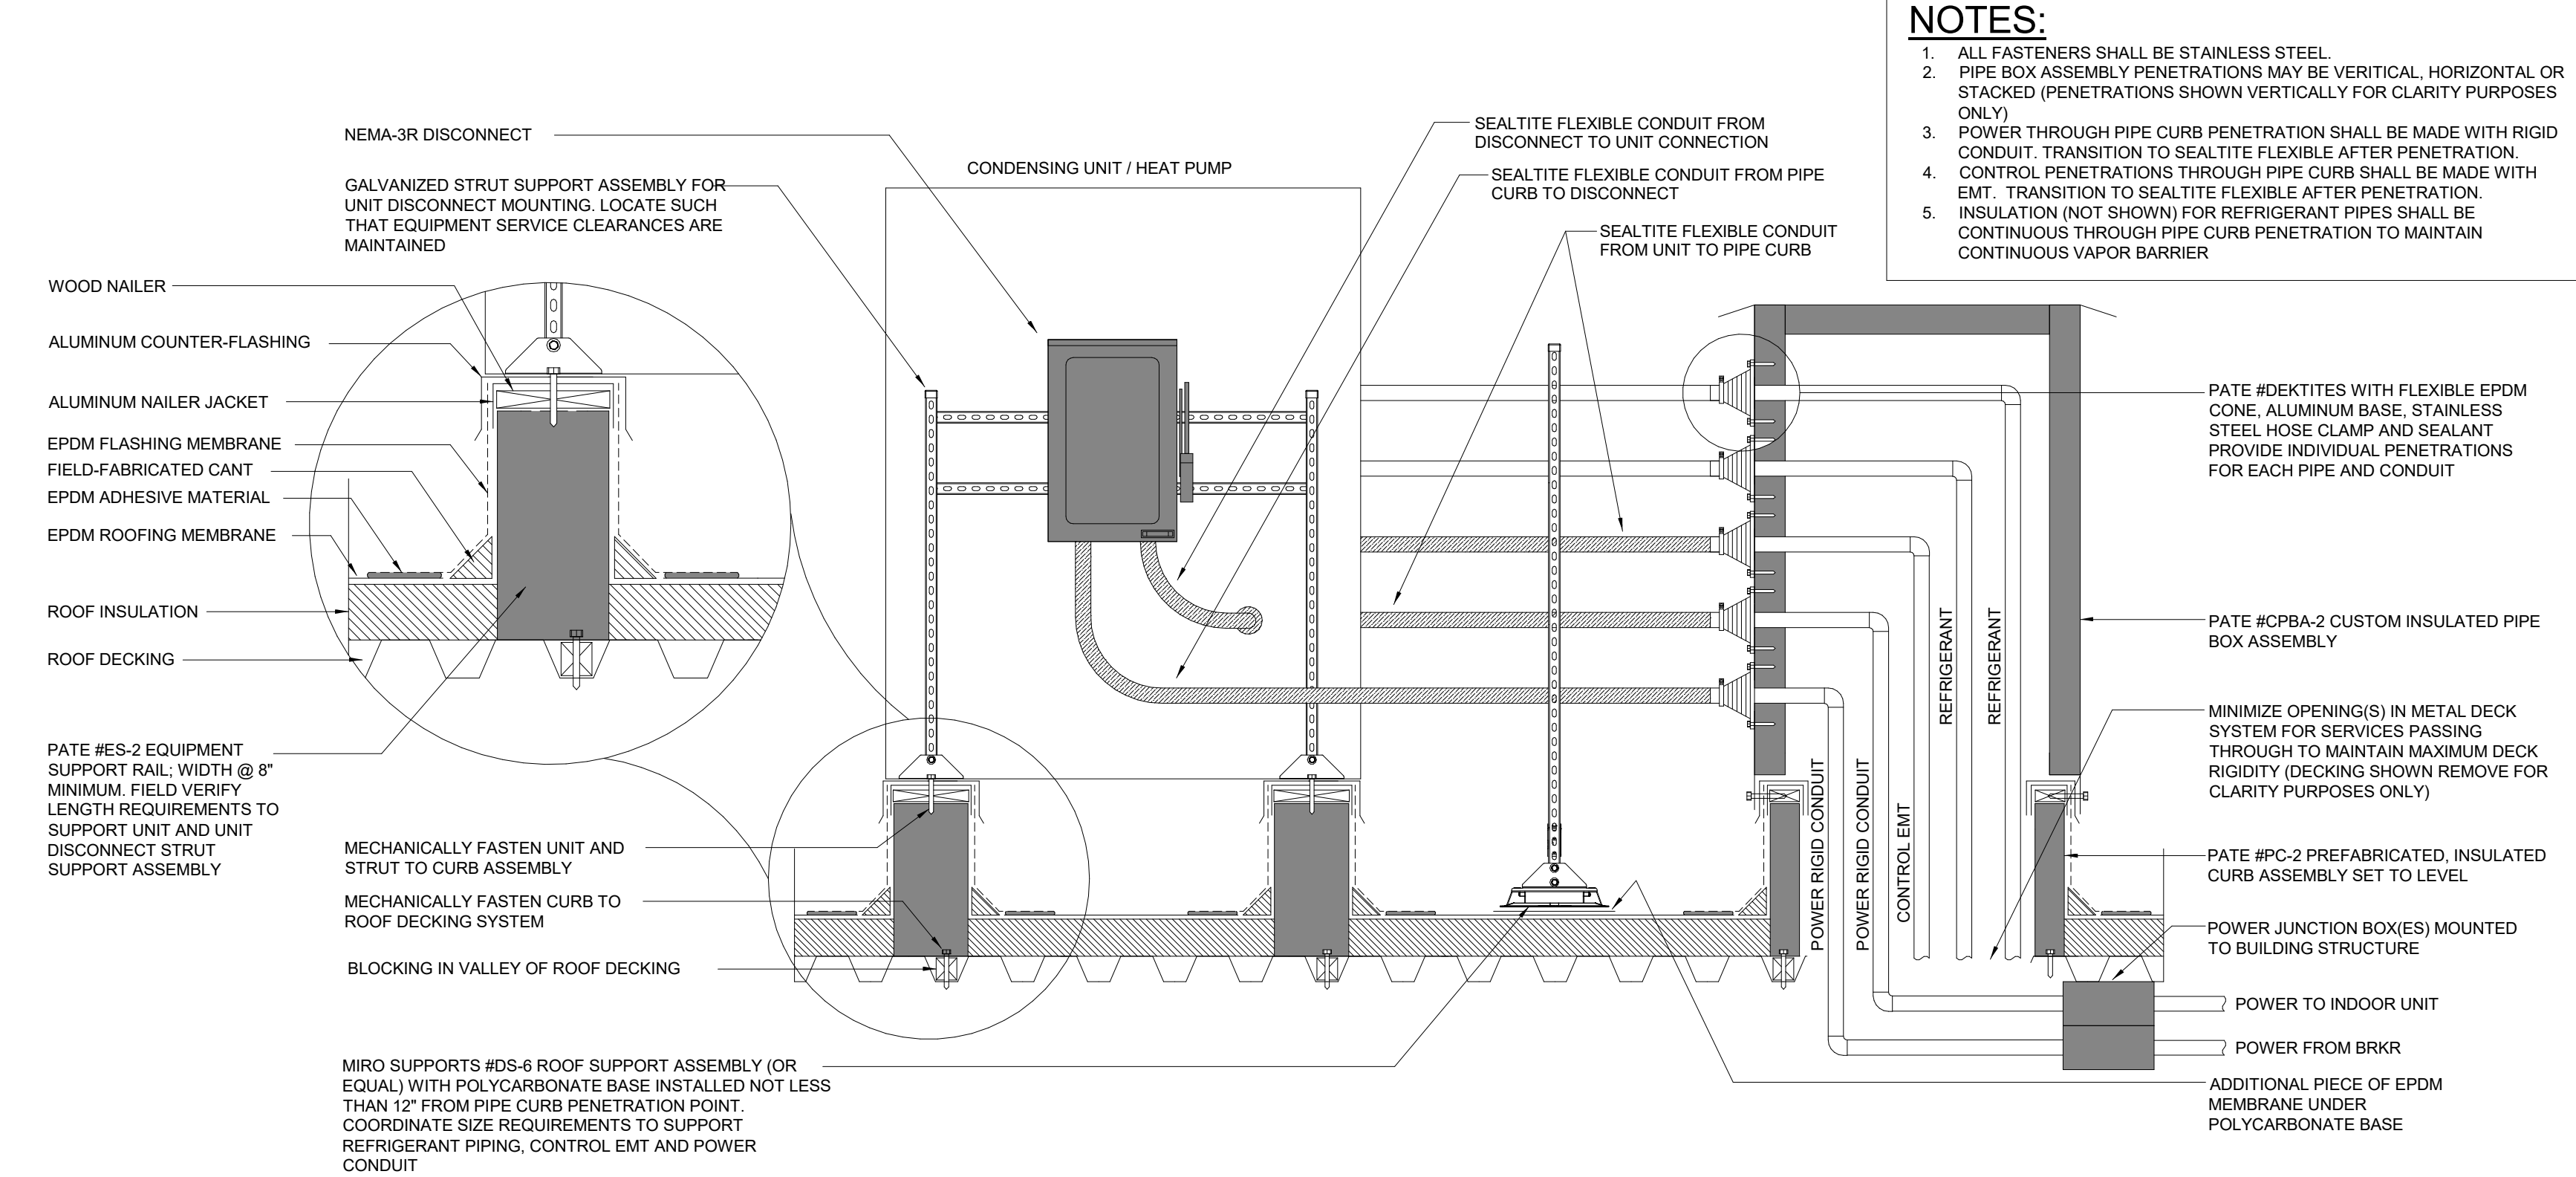 NOTES:
1. ALL FASTENERS SHALL BE STAINLESS STEEL.
2. PIPE BOX ASSEMBLY PENETRATIONS MAY BE VERITICAL, HORIZONTAL OR
STACKED (PENETRATIONS SHOWN VERTICALLY FOR CLARITY PURPOSES
ONLY)
3. POWER THROUGH PIPE CURB PENETRATION SHALL BE MADE WITH RIGID
CONDUIT. TRANSITION TO SEALTITE FLEXIBLE AFTER PENETRATION.
4. CONTROL PENETRATIONS THROUGH PIPE CURB SHALL BE MADE WITH
EMT. TRANSITION TO SEALTITE FLEXIBLE AFTER PENETRATION.
5. INSULATION (NOT SHOWN) FOR REFRIGERANT PIPES SHALL BE
CONTINUOUS THROUGH PIPE CURB PENETRATION TO MAINTAIN
CONTINUOUS VAPOR BARRIER
NEMA-3R DISCONNECT
GALVANIZED STRUT SUPPORT ASSEMBLY FOR
UNIT DISCONNECT MOUNTING. LOCATE SUCH
THAT EQUIPMENT SERVICE CLEARANCES ARE
MAINTAINED
CONDENSING UNIT / HEAT PUMP
SEALTITE FLEXIBLE CONDUIT FROM
DISCONNECT TO UNIT CONNECTION
SEALTITE FLEXIBLE CONDUIT FROM PIPE
CURB TO DISCONNECT
SEALTITE FLEXIBLE CONDUIT
FROM UNIT TO PIPE CURB
WOOD NAILER
ALUMINUM COUNTER-FLASHING
ALUMINUM NAILER JACKET
EPDM FLASHING MEMBRANE
FIELD-FABRICATED CANT
EPDM ADHESIVE MATERIAL
EPDM ROOFING MEMBRANE
ROOF INSULATION
ROOF DECKING
PATE #ES-2 EQUIPMENT
SUPPORT RAIL; WIDTH @ 8"
MINIMUM. FIELD VERIFY
LENGTH REQUIREMENTS TO
SUPPORT UNIT AND UNIT
DISCONNECT STRUT
SUPPORT ASSEMBLY
MECHANICALLY FASTEN UNIT AND
STRUT TO CURB ASSEMBLY
MECHANICALLY FASTEN CURB TO
ROOF DECKING SYSTEM
BLOCKING IN VALLEY OF ROOF DECKING
MIRO SUPPORTS #DS-6 ROOF SUPPORT ASSEMBLY (OR
EQUAL) WITH POLYCARBONATE BASE INSTALLED NOT LESS
THAN 12" FROM PIPE CURB PENETRATION POINT.
COORDINATE SIZE REQUIREMENTS TO SUPPORT
REFRIGERANT PIPING, CONTROL EMT AND POWER
CONDUIT
POWER RIGID CONDUIT
POWER RIGID CONDUIT
CONTROL EMT
REFRIGERANT
REFRIGERANT
PATE #DEKTITES WITH FLEXIBLE EPDM
CONE, ALUMINUM BASE, STAINLESS
STEEL HOSE CLAMP AND SEALANT
PROVIDE INDIVIDUAL PENETRATIONS
FOR EACH PIPE AND CONDUIT
PATE #CPBA-2 CUSTOM INSULATED PIPE
BOX ASSEMBLY
MINIMIZE OPENING(S) IN METAL DECK
SYSTEM FOR SERVICES PASSING
THROUGH TO MAINTAIN MAXIMUM DECK
RIGIDITY (DECKING SHOWN REMOVE FOR
CLARITY PURPOSES ONLY)
PATE #PC-2 PREFABRICATED, INSULATED
CURB ASSEMBLY SET TO LEVEL
POWER JUNCTION BOX(ES) MOUNTED
TO BUILDING STRUCTURE
POWER TO INDOOR UNIT
POWER FROM BRKR
ADDITIONAL PIECE OF EPDM
MEMBRANE UNDER
POLYCARBONATE BASE